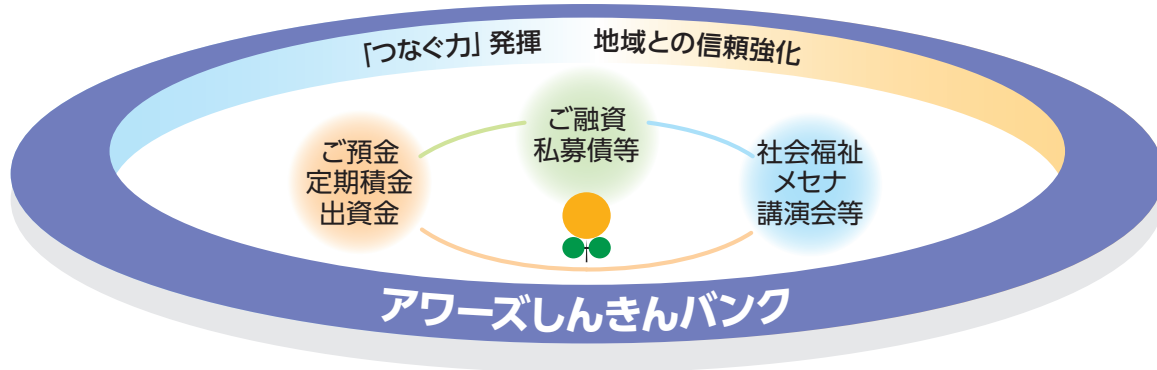 「つなぐ力」発揮 地域との信頼強化
ご預金
定期積金
出資金
ご融資
私募債等
社会福祉
メセナ
講演会等
アワーズしんきんバンク